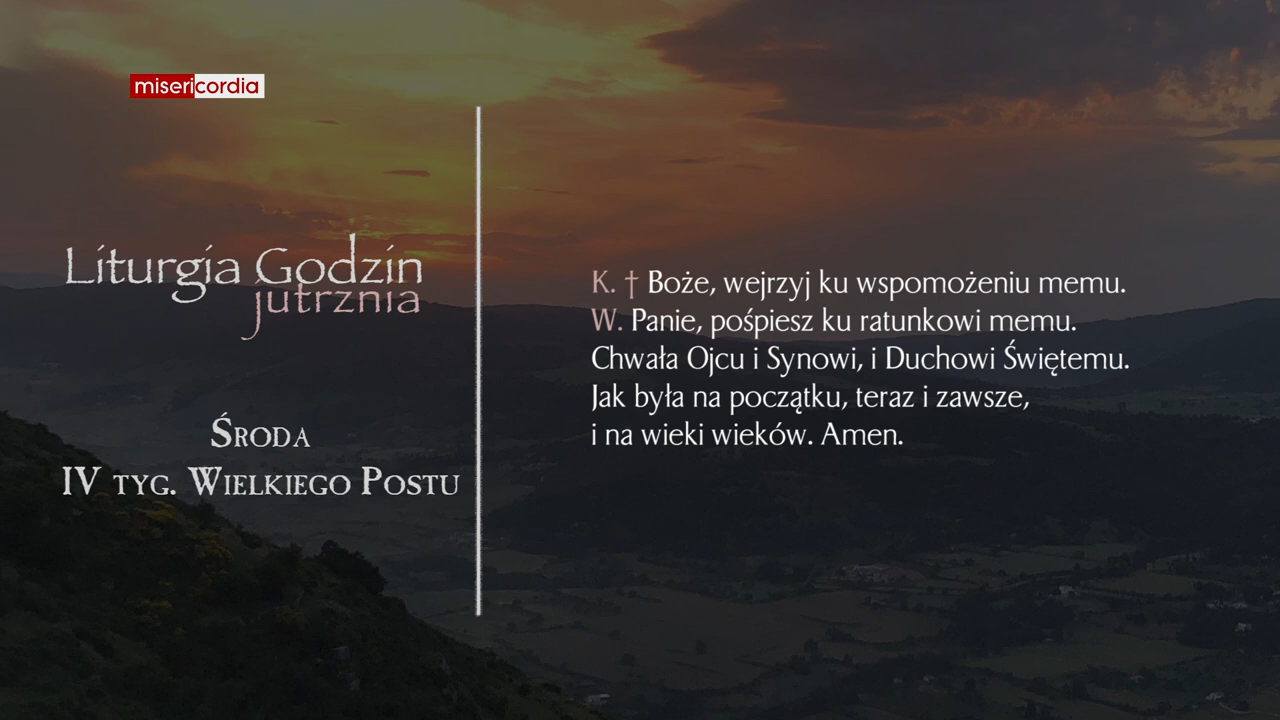 misericordia
Liturgia Godzin
jutrznia
Środa
IV tyg. Wielkiego Postu
K. † Boże, wejrzyj ku wspomożeniu memu.
W. Panie, pośpiesz ku ratunkowi memu.
Chwała Ojcu i Synowi, i Duchowi Świętemu.
Jak była na początku, teraz i zawsze,
i na wieki wieków. Amen.